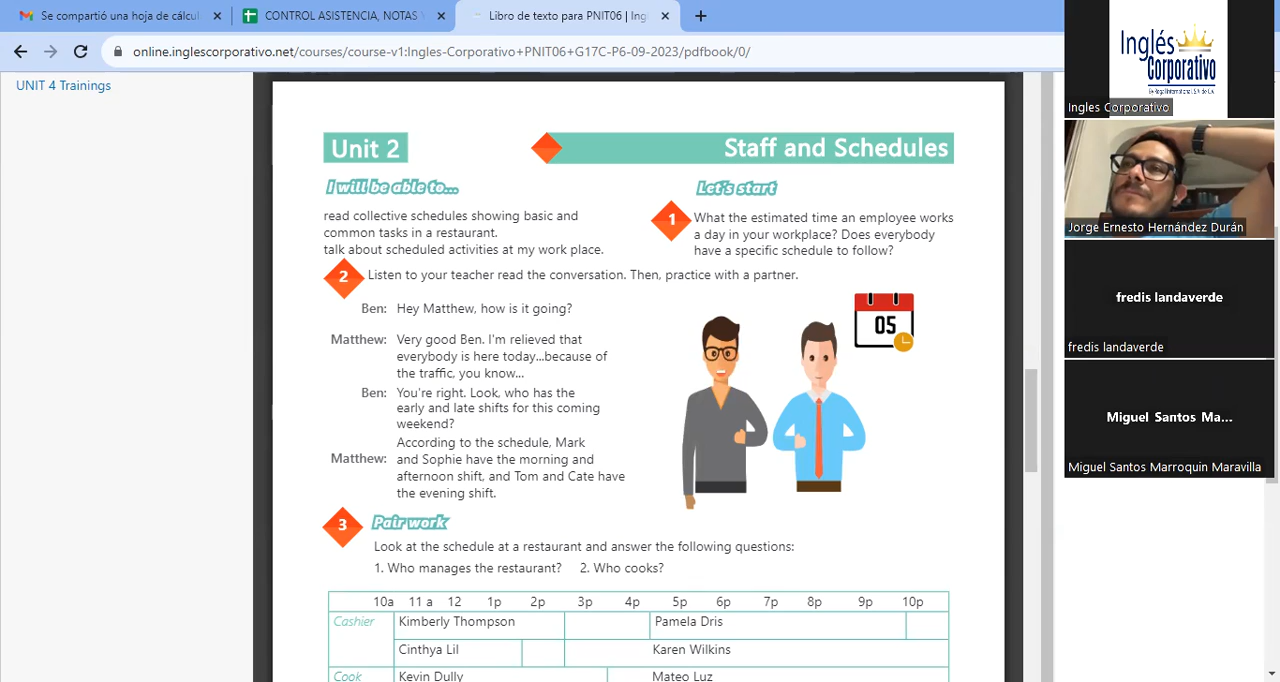 Se compartió una hoja de cálcul
CONTROL ASISTENCIA, NOTAS Y
Libro de texto para PNIT06 | Ingl
online.inglescorporativo.net/courses/course-v1:Ingles-Corporativo+PNIT06+G17C-P6-09-2023/pdfbook/0/
UNIT 4 Trainings
Unit 2
Staff and Schedules
I will be able to...
read collective schedules showing basic and
common tasks in a restaurant.
talk about scheduled activities at my work place.
Let's start
1
What the estimated time an employee works
a day in your workplace? Does everybody
have a specific schedule to follow?
2
Listen to your teacher read the conversation. Then, practice with a partner.
Ben: Hey Matthew, how is it going?
Matthew: Very good Ben. I'm relieved that
everybody is here today...because of
the traffic, you know...
Ben: You're right. Look, who has the
early and late shifts for this coming
weekend?
According to the schedule, Mark
Matthew: and Sophie have the morning and
afternoon shift, and Tom and Cate have
the evening shift.
05
3
Pair work
Look at the schedule at a restaurant and answer the following questions:
1. Who manages the restaurant? 2. Who cooks?
10a 11 a 12 1p 2p 3p 4p 5p 6p 7p 8p 9p 10p
Cashier Kimberly Thompson Pamela Dris
Cinthya Lil Karen Wilkins
Cook Kevin Dully Mateo Luz
Inglés
Corporativo
Ingles Corporativo
Jorge Ernesto Hernández Durán
fredis landaverde
fredis landaverde
Miguel Santos Ma...
Miguel Santos Marroquin Maravilla